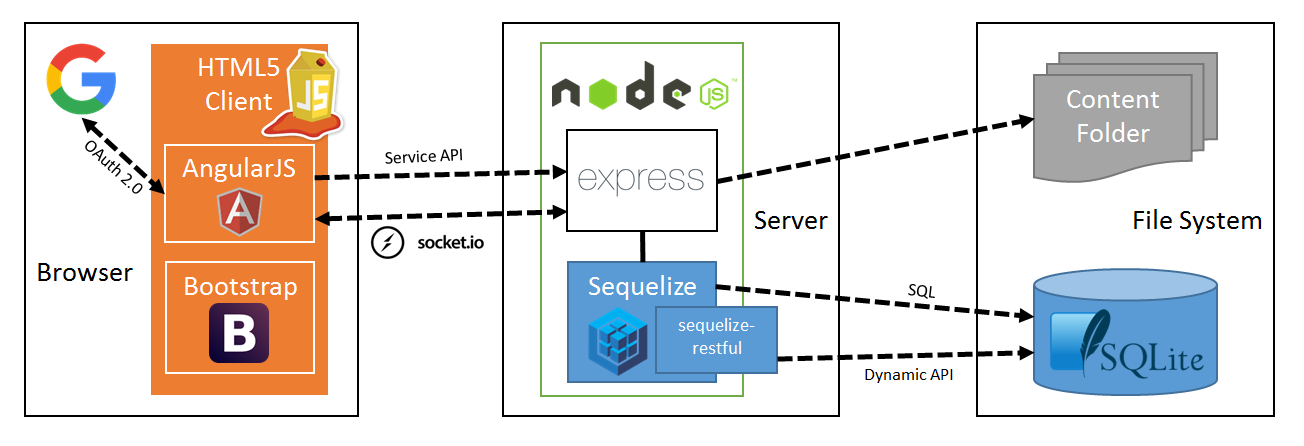 HTML5
Client
JS
OAuth 2.0
AngularJS
A
Bootstrap
B
Browser
Service API
socket.io
node
JS
™
express
Sequelize
sequelize-
restful
Server
SQL
Dynamic API
Content
Folder
File System
SQLite